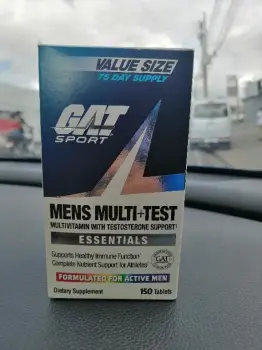 VALUE SIZE
75 DAY SUPPLY
GAT
SPORT
MENS MULTI+TEST
MULTIVITAMIN WITH TESTOSTERONE SUPPORT†
ESSENTIALS
Supports Healthy Immune Function†
Complete Nutrient Support for Athletes†
GAT
FORMULATED FOR ACTIVE MEN
Dietary Supplement
150 Tablets